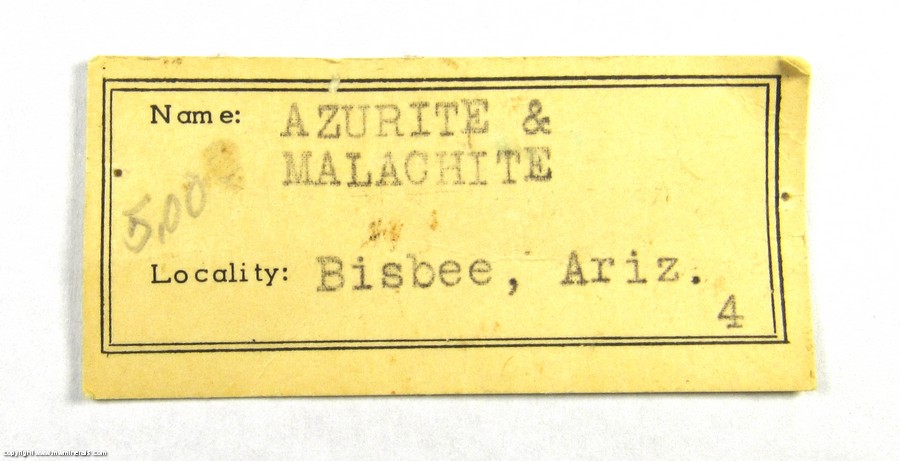 Name: AZURITE &
MALACHITE
5.00
Locality: Bisbee, Ariz.
4